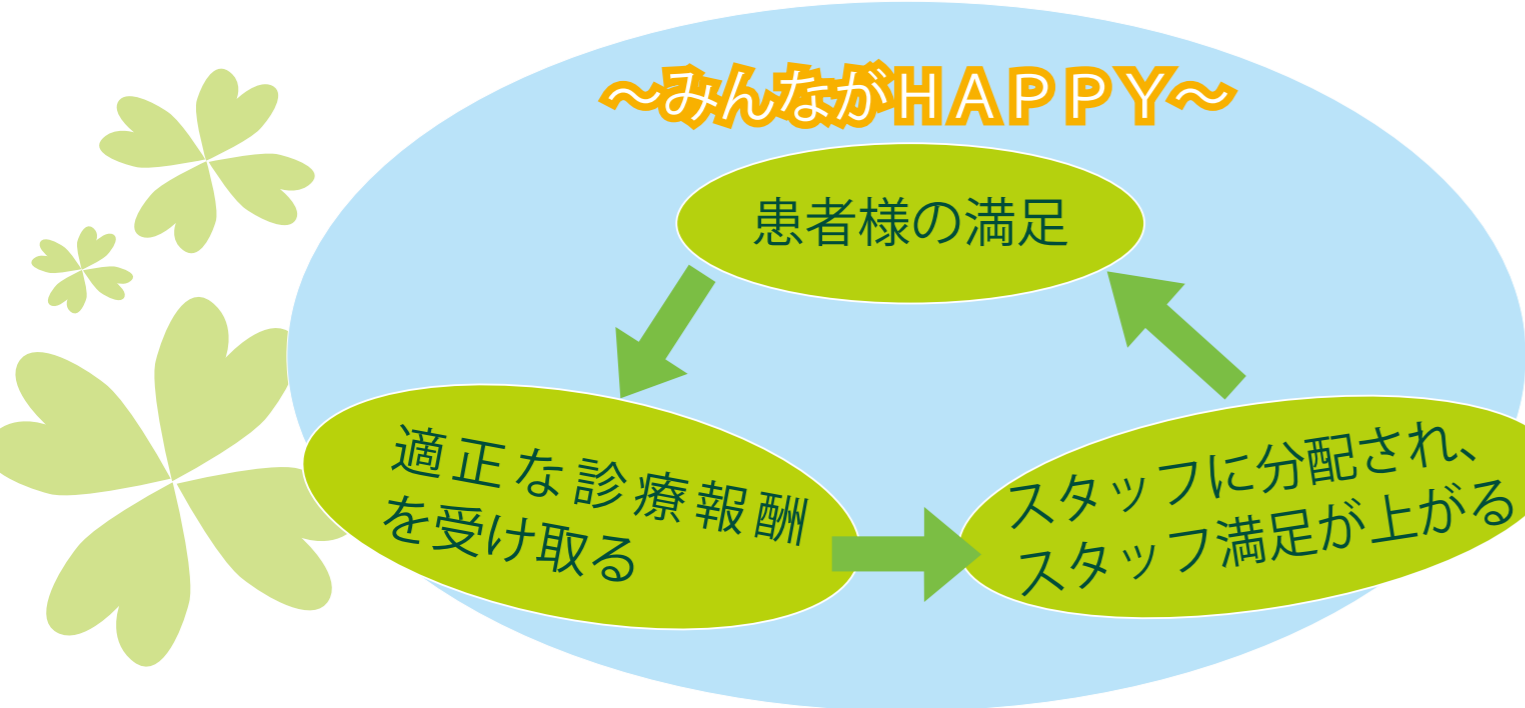 ～みんながHAPPY～
患者様の満足
適正な診療報酬
を受け取る
スタッフに分配され、
スタッフ満足が上がる